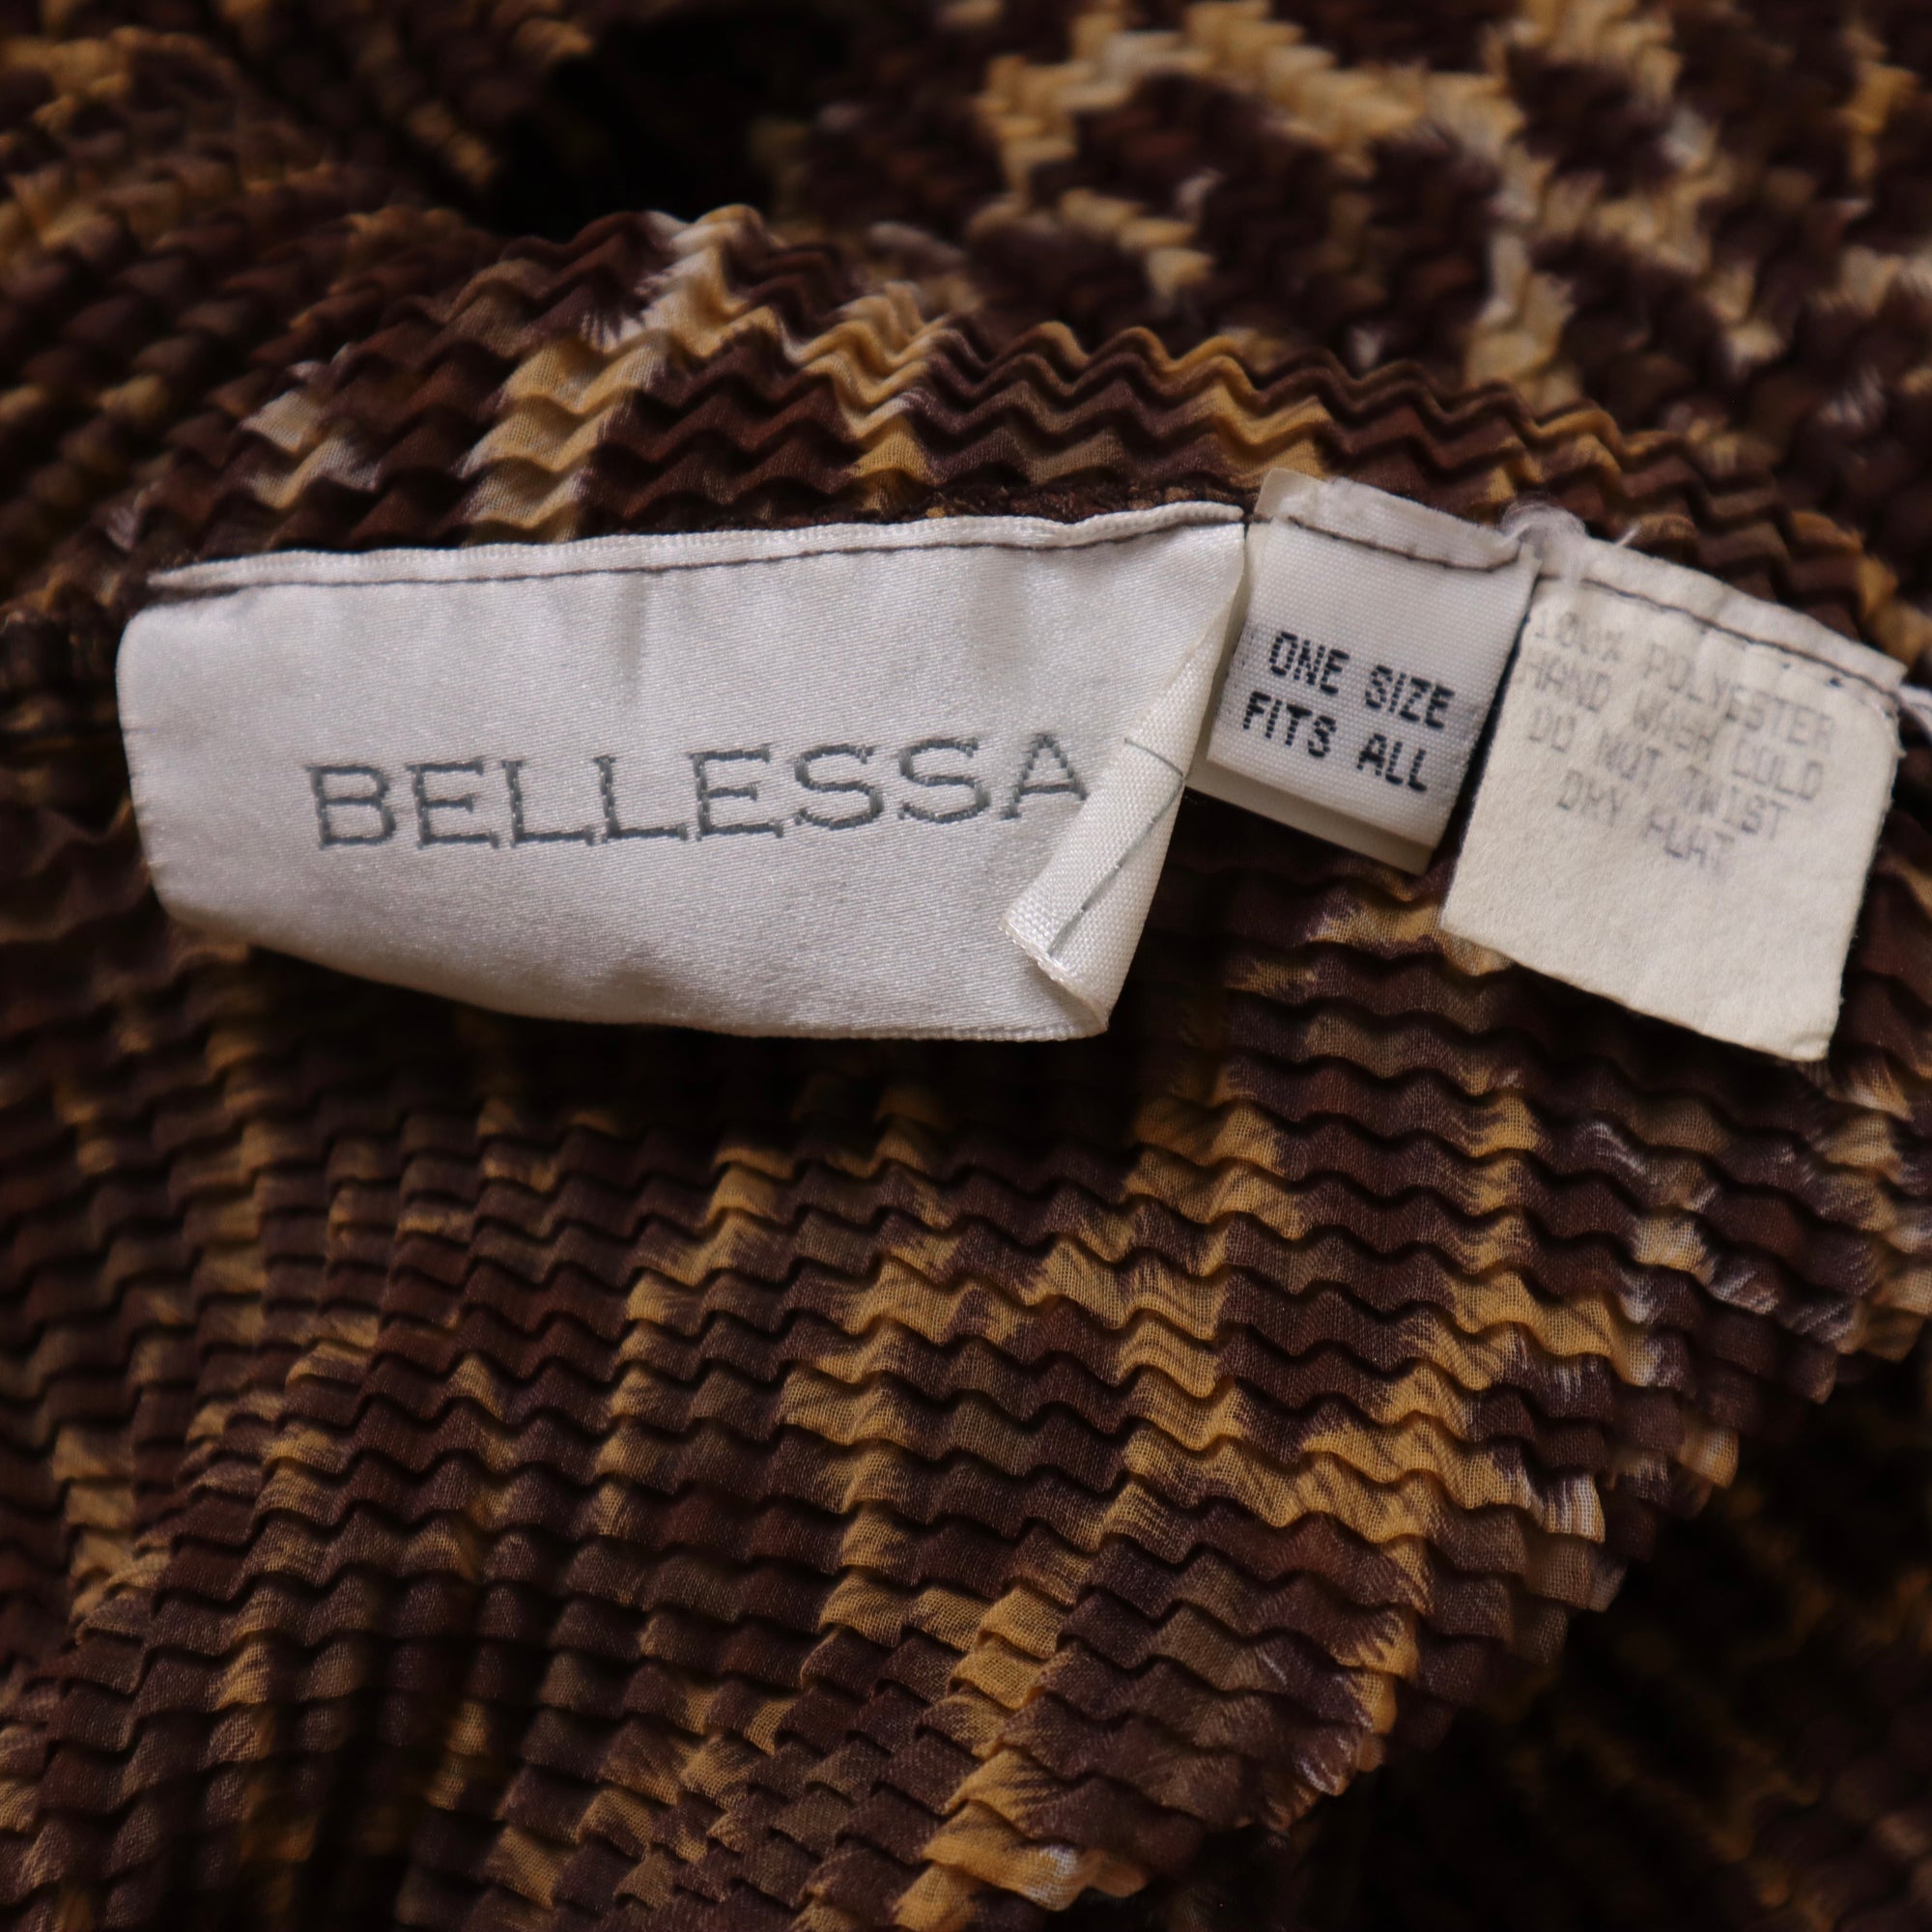 BELLESSA
ONE SIZE
FITS ALL
100% POLYESTER
HAND WASH COLD
DO NOT TWIST
DRY FLAT